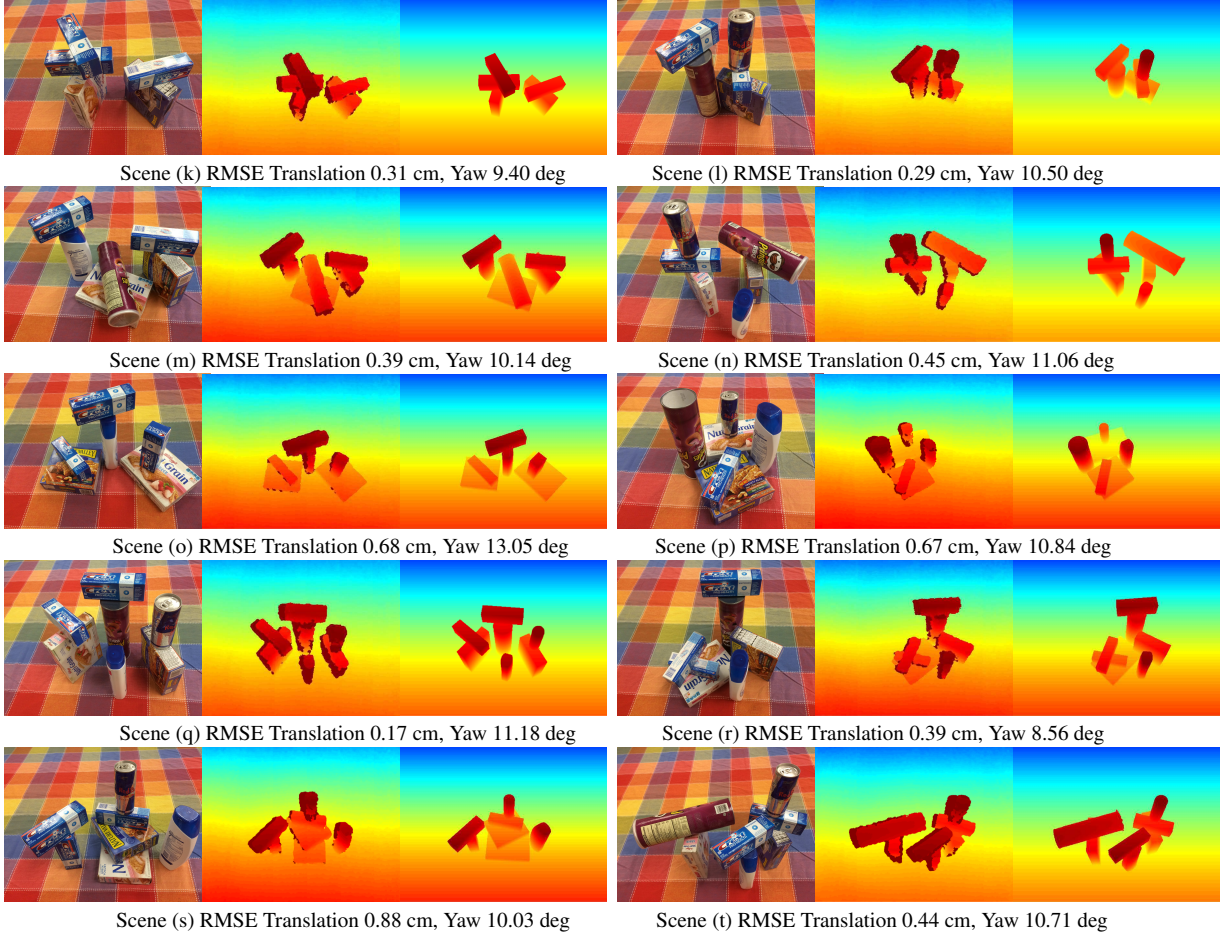 Scene (k) RMSE Translation 0.31 cm, Yaw 9.40 deg
Scene (l) RMSE Translation 0.29 cm, Yaw 10.50 deg
Nu
Scene (m) RMSE Translation 0.39 cm, Yaw 10.14 deg
Scene (n) RMSE Translation 0.45 cm, Yaw 11.06 deg
Grain
Nu
Scene (o) RMSE Translation 0.68 cm, Yaw 13.05 deg
Scene (p) RMSE Translation 0.67 cm, Yaw 10.84 deg
Scene (q) RMSE Translation 0.17 cm, Yaw 11.18 deg
Scene (r) RMSE Translation 0.39 cm, Yaw 8.56 deg
Scene (s) RMSE Translation 0.88 cm, Yaw 10.03 deg
Scene (t) RMSE Translation 0.44 cm, Yaw 10.71 deg